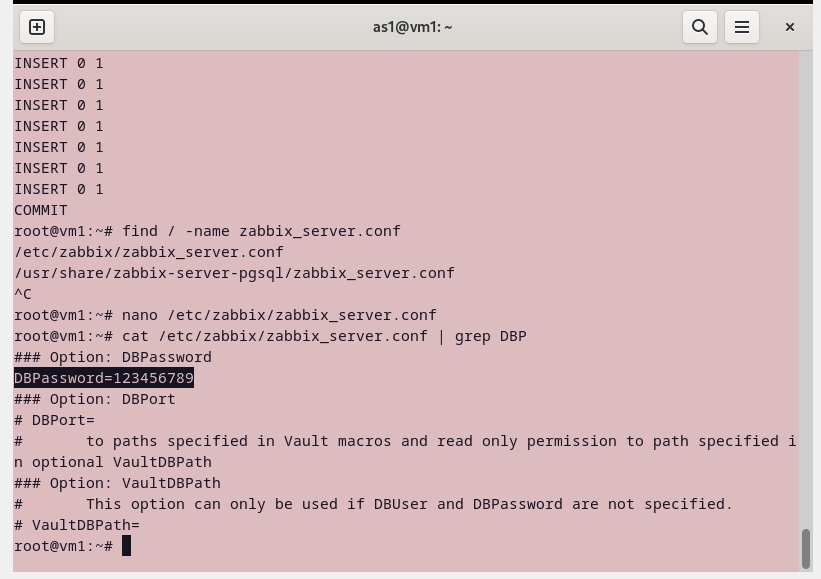 as1@vm1: ~
INSERT 0 1
INSERT 0 1
INSERT 0 1
INSERT 0 1
INSERT 0 1
INSERT 0 1
INSERT 0 1
COMMIT
root@vm1:~# find / -name zabbix_server.conf
/etc/zabbix/zabbix_server.conf
/usr/share/zabbix-server-pgsql/zabbix_server.conf
^C
root@vm1:~# nano /etc/zabbix/zabbix_server.conf
root@vm1:~# cat /etc/zabbix/zabbix_server.conf | grep DBP
### Option: DBPassword
DBPassword=123456789
### Option: DBPort
# DBPort=
#       to paths specified in Vault macros and read only permission to path specified i
n optional VaultDBPath
### Option: VaultDBPath
#       This option can only be used if DBUser and DBPassword are not specified.
# VaultDBPath=
root@vm1:~#